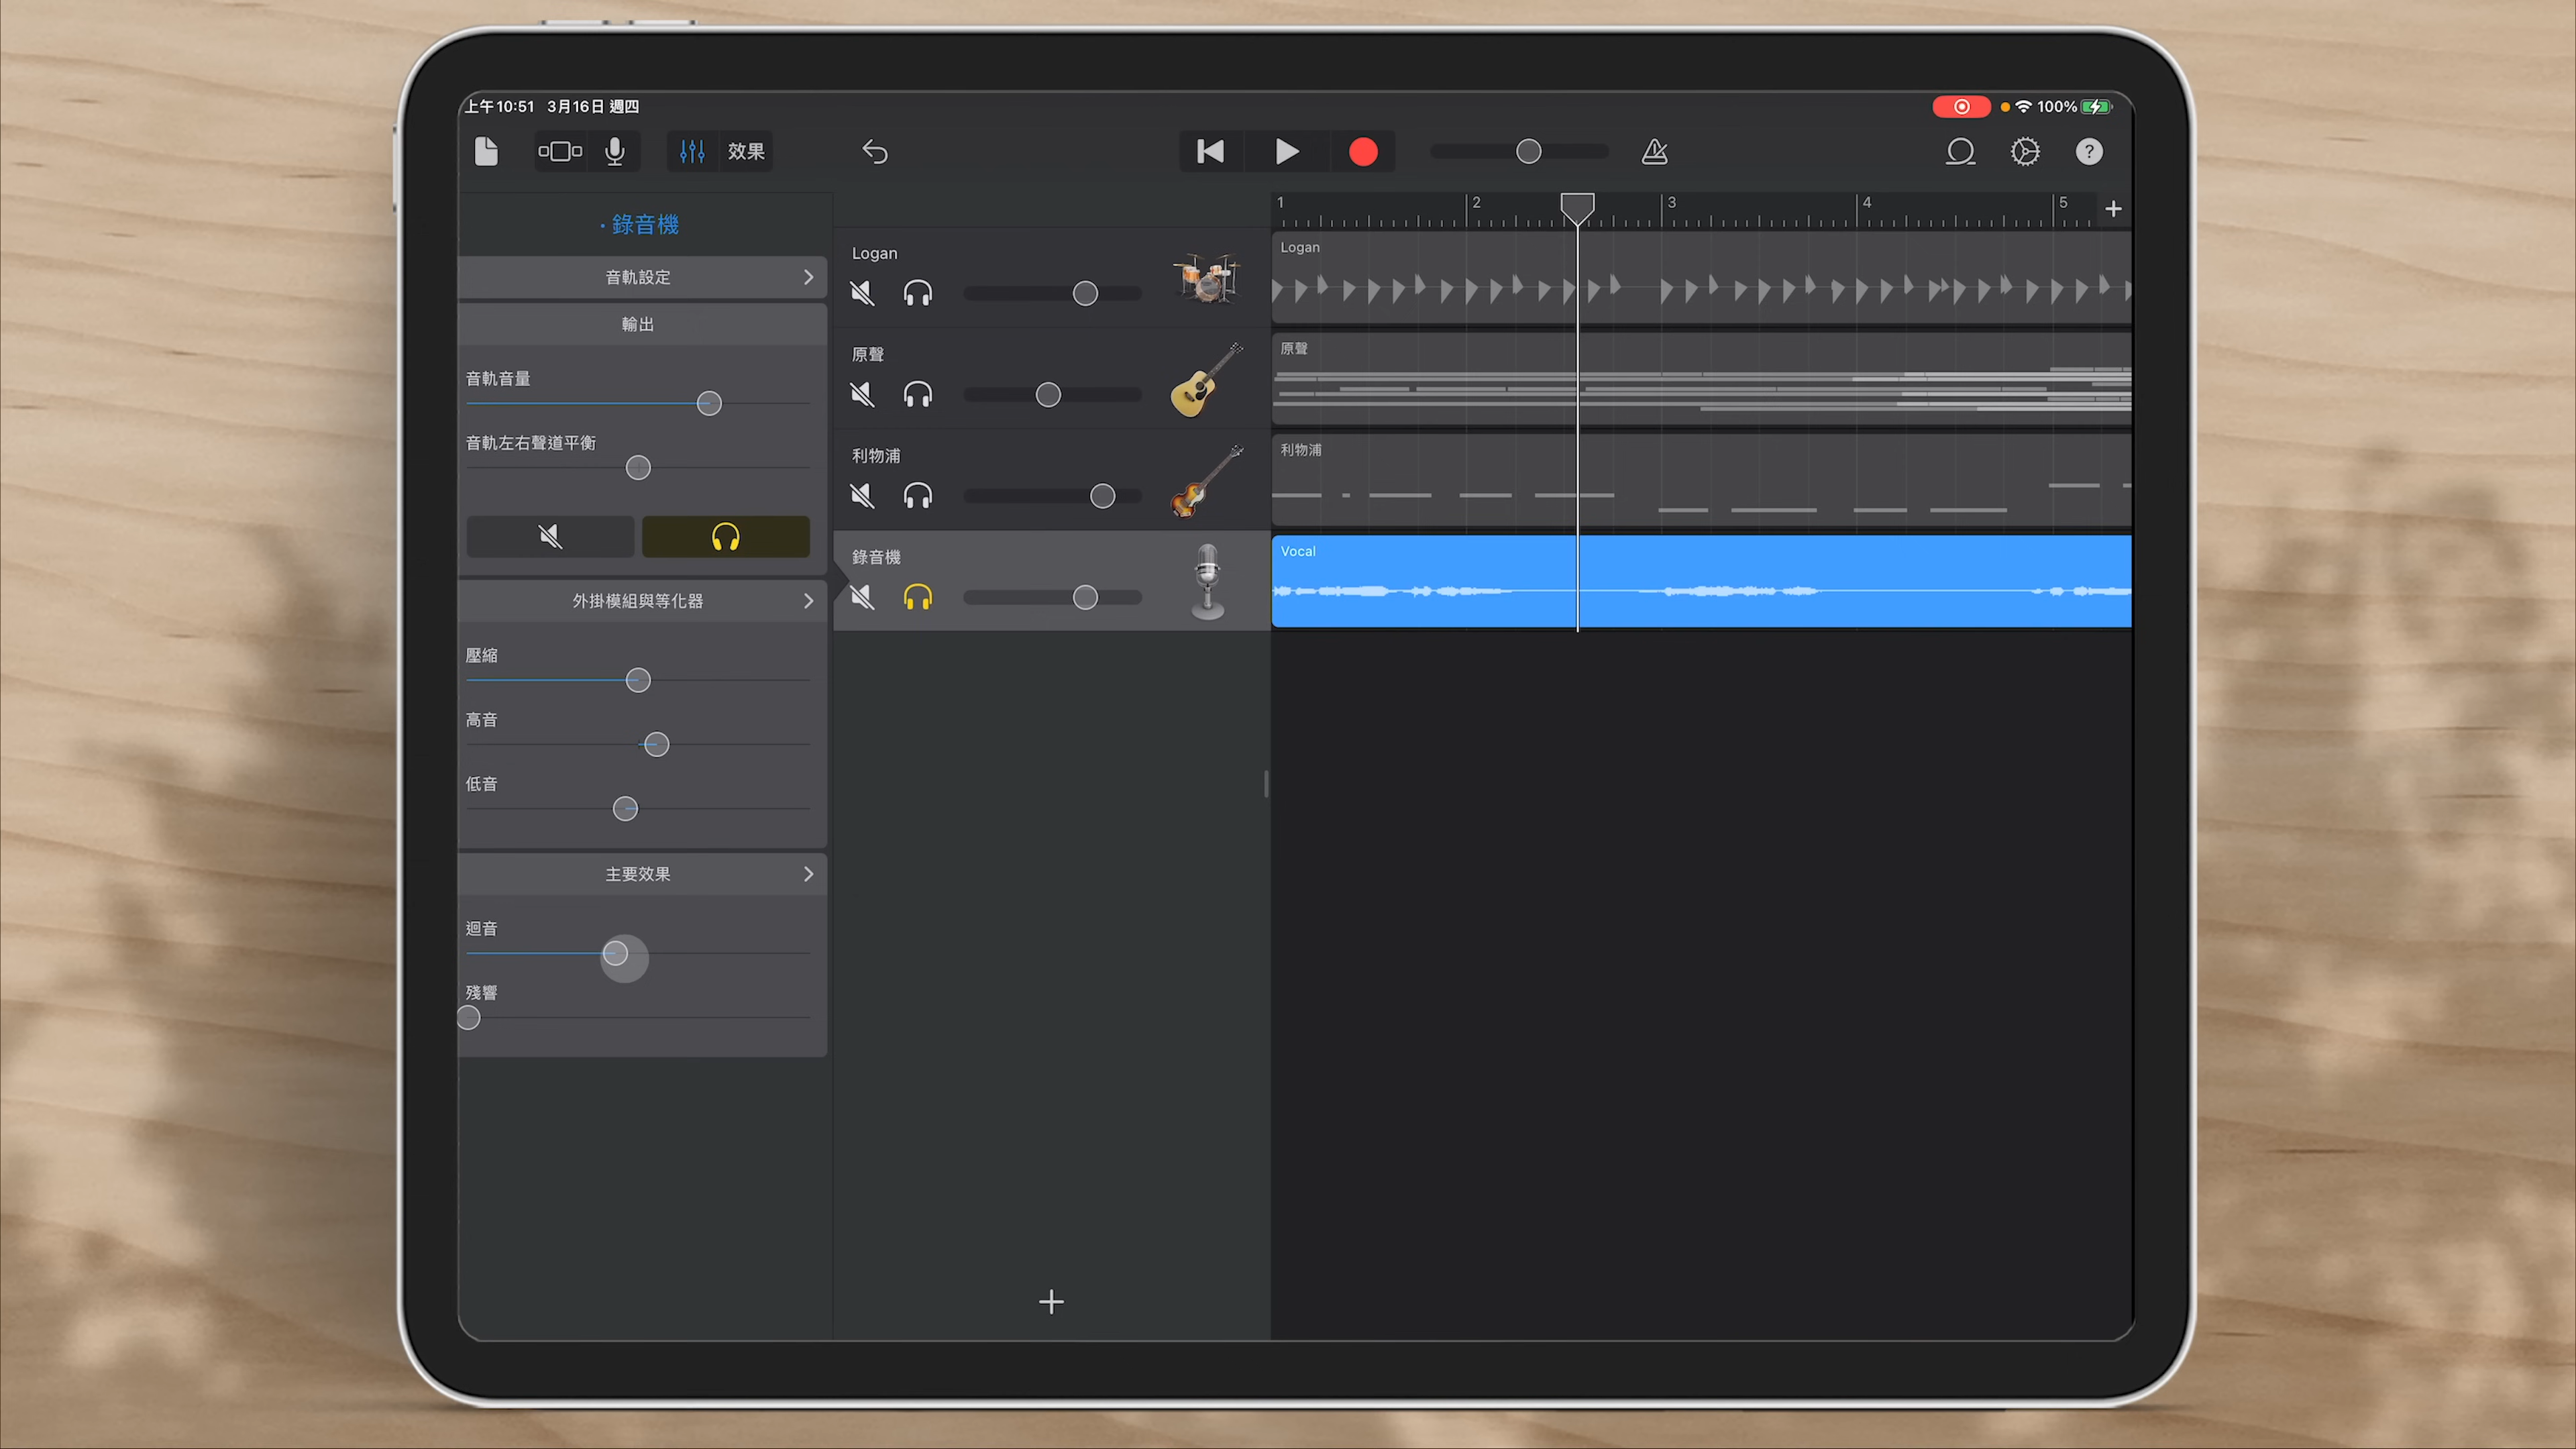 上午10:51 3月16日 週四
100%
效果
?
1 2 3 4 5
錄音機
音軌設定
輸出
音軌音量
音軌左右聲道平衡
外掛模組與等化器
壓縮
高音
低音
主要效果
迴音
殘響
Logan
原聲
利物浦
錄音機
Logan
原聲
利物浦
Vocal